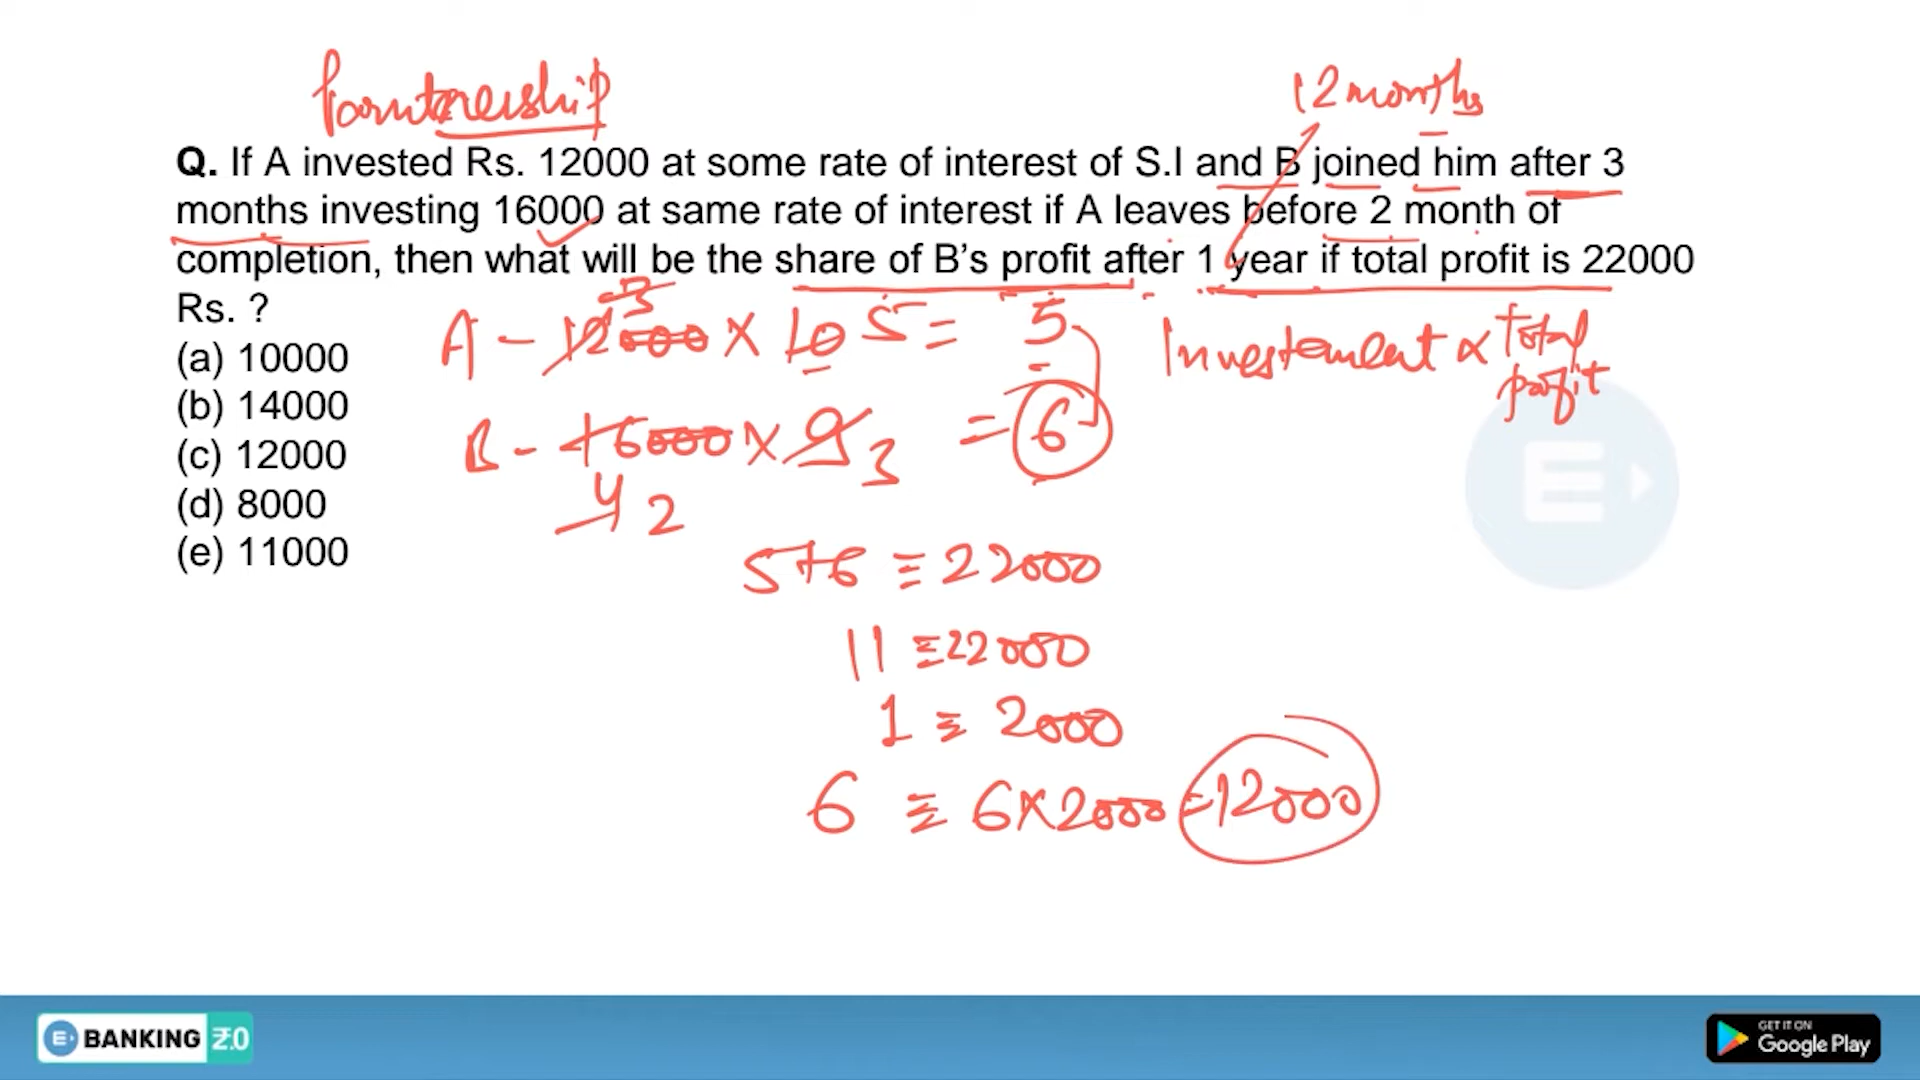 Partnership
12 months
Q. If A invested Rs. 12000 at some rate of interest of S.I and B joined him after 3
months investing 16000 at same rate of interest if A leaves before 2 month of
completion, then what will be the share of B's profit after 1 year if total profit is 22000
Rs. ?
(a) 10000
(b) 14000
(c) 12000
(d) 8000
(e) 11000
3
A - 12000 × 10 5 = 5
Investement ∝ total
profit
B - 16000 × 9 3 = 6
4 2
5+6 ≡ 22000
11 ≡ 22000
1 ≡ 2000
6 ≡ 6×2000 = 12000
E BANKING ₹2.0
GET IT ON
Google Play